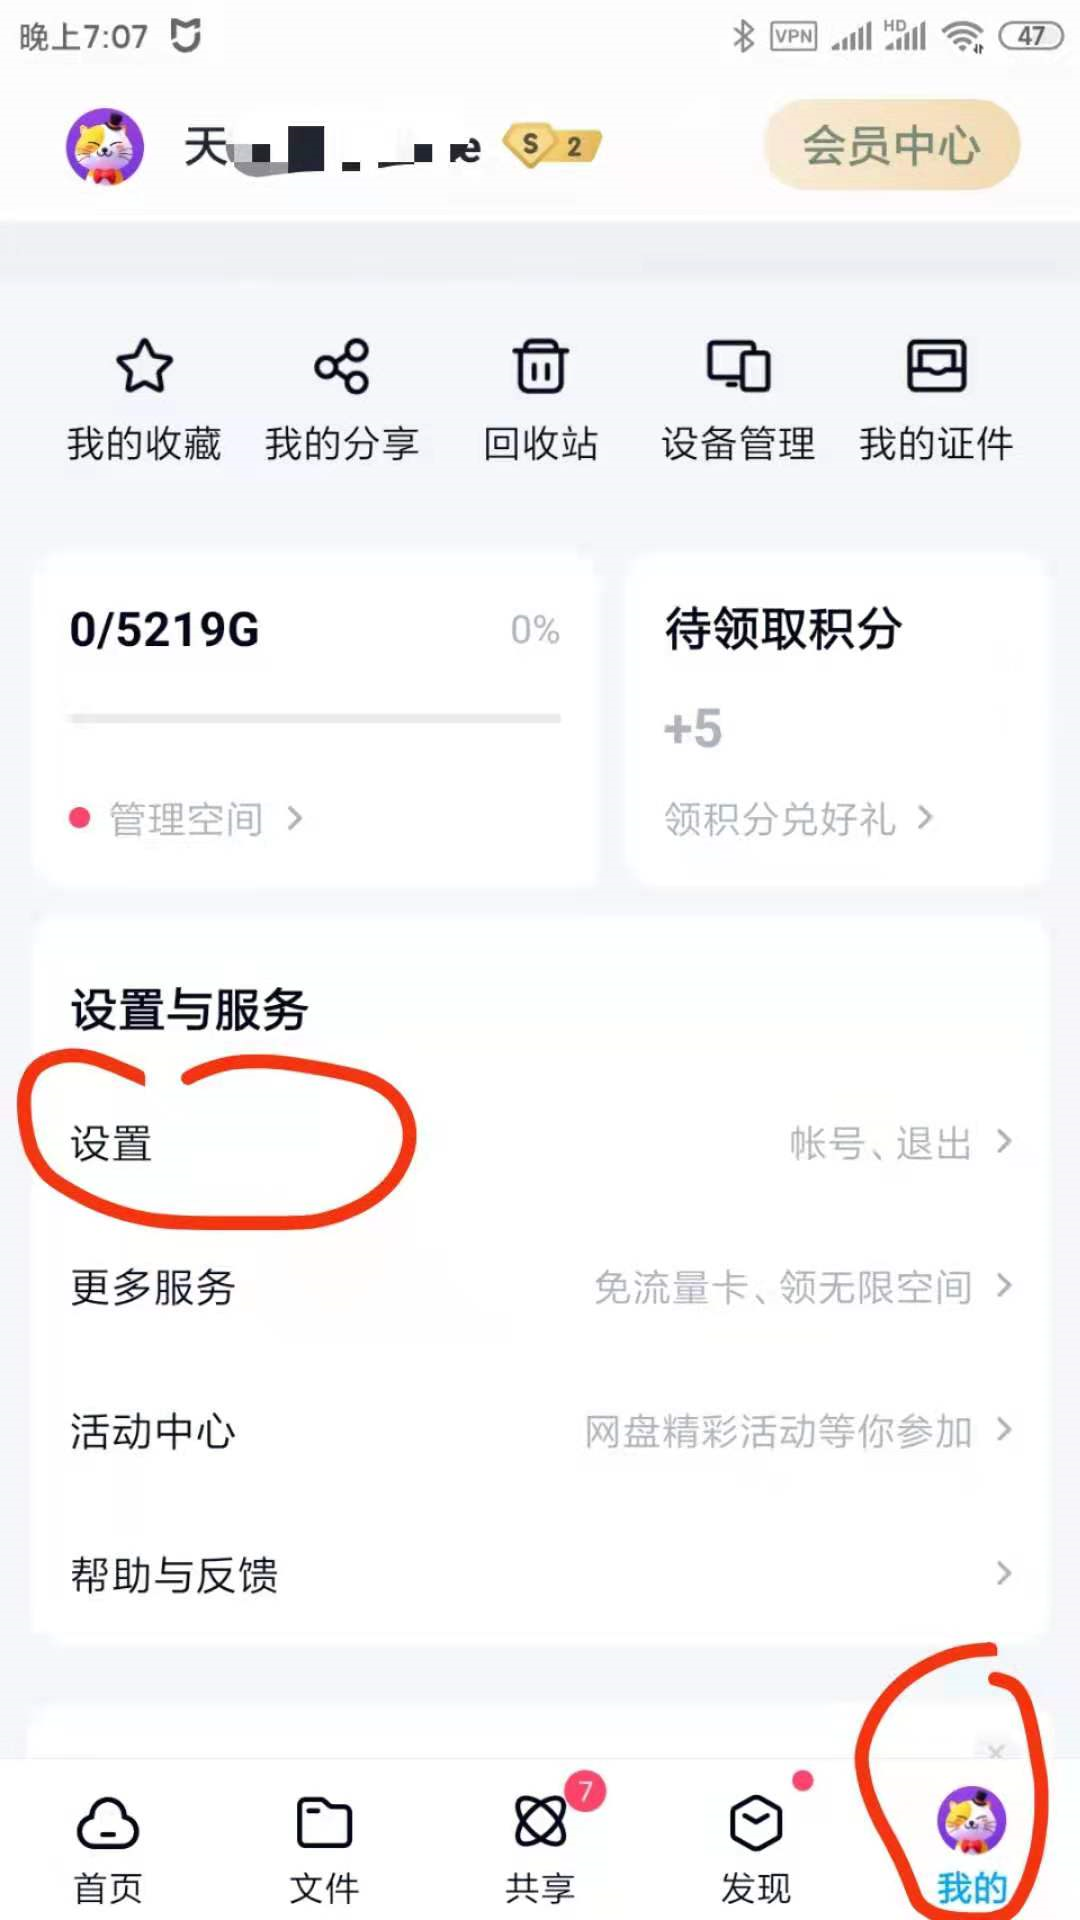 晚上7:07
VPN HD 47
天 e S 2 会员中心
我的收藏 我的分享 回收站 设备管理 我的证件
0/5219G 0% 待领取积分
+5
管理空间 领积分兑好礼
设置与服务
设置 帐号、退出
更多服务 免流量卡、领无限空间
活动中心 网盘精彩活动等你参加
帮助与反馈
7
首页 文件 共享 发现 我的